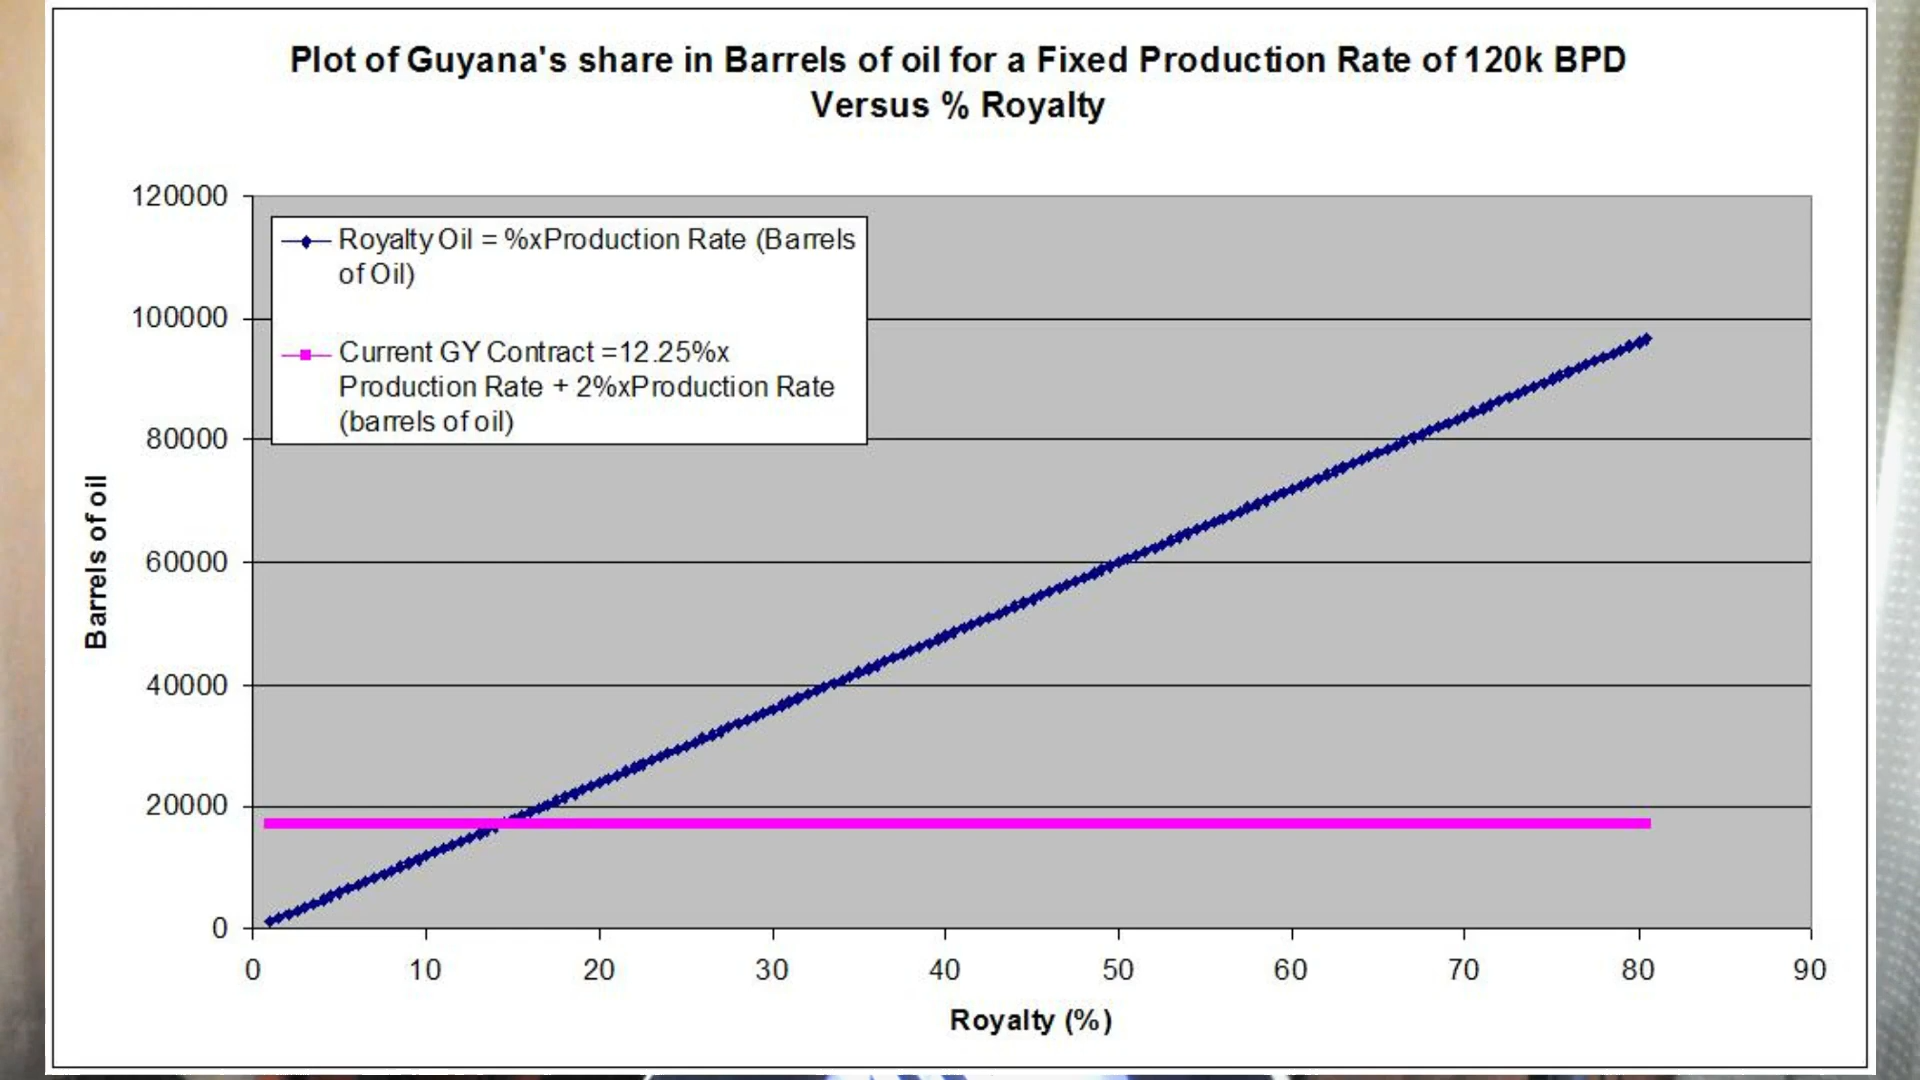 Plot of Guyana's share in Barrels of oil for a Fixed Production Rate of 120k BPD
Versus % Royalty
120000
100000
80000
60000
40000
20000
0
Royalty Oil = %xProduction Rate (Barrels
of Oil)
Current GY Contract =12.25%x
Production Rate + 2%xProduction Rate
(barrels of oil)
Barrels of oil
0 10 20 30 40 50 60 70 80 90
Royalty (%)